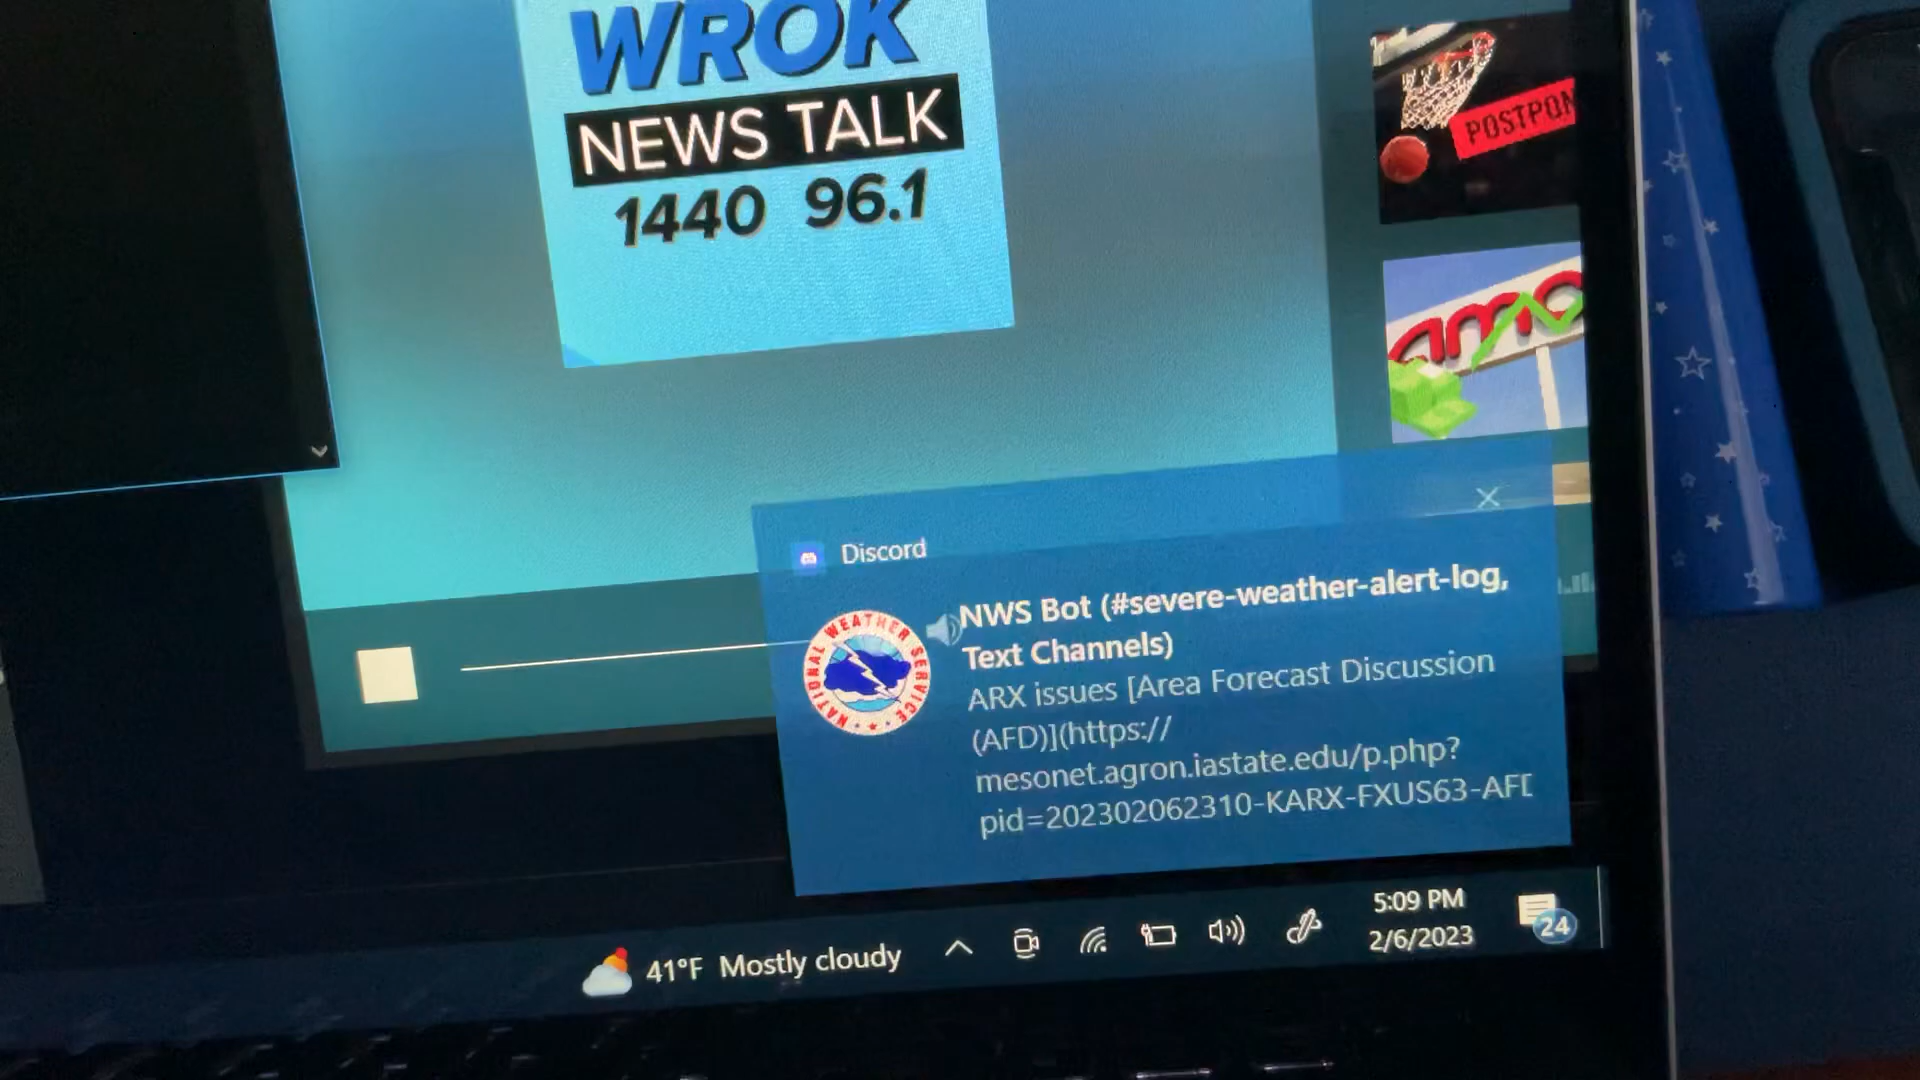 WROK
NEWS TALK
1440 96.1
POSTPON
amc
Discord
NATIONAL WEATHER SERVICE
NWS Bot (#severe-weather-alert-log,
Text Channels)
ARX issues [Area Forecast Discussion
(AFD)](https://
mesonet.agron.iastate.edu/p.php?
pid=202302062310-KARX-FXUS63-AFD
41°F Mostly cloudy
5:09 PM
2/6/2023
24